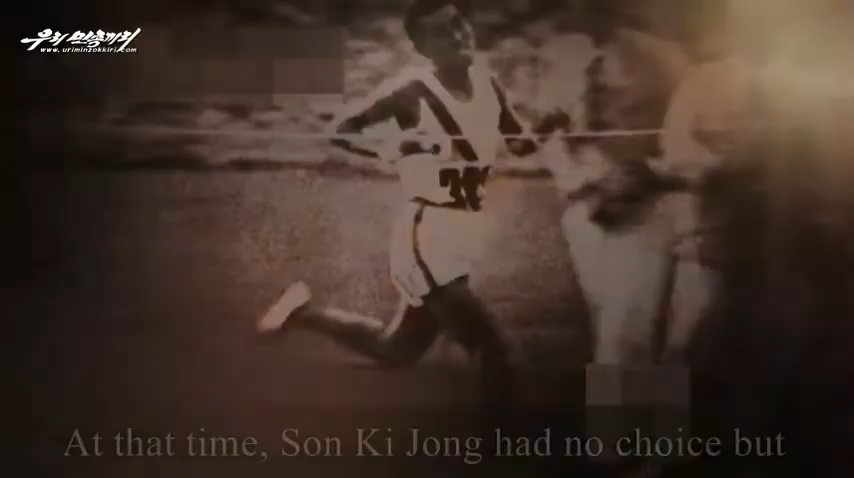 우리민족끼리
www.uriminzokkiri.com
At that time, Son Ki Jong had no choice but